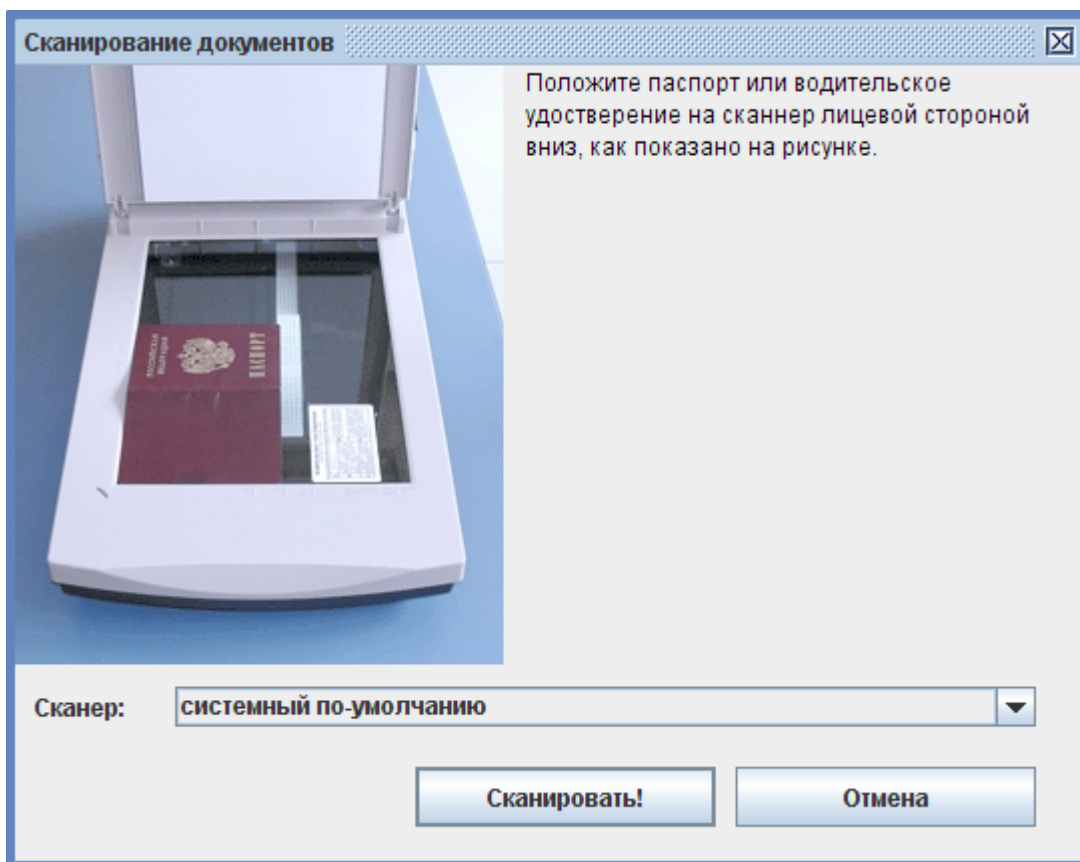 Сканирование документов
Положите паспорт или водительское
удостверение на сканнер лицевой стороной
вниз, как показано на рисунке.
РОССИЙСКАЯ
ФЕДЕРАЦИЯ
ПАСПОРТ
Сканер:
системный по-умолчанию
Сканировать!
Отмена